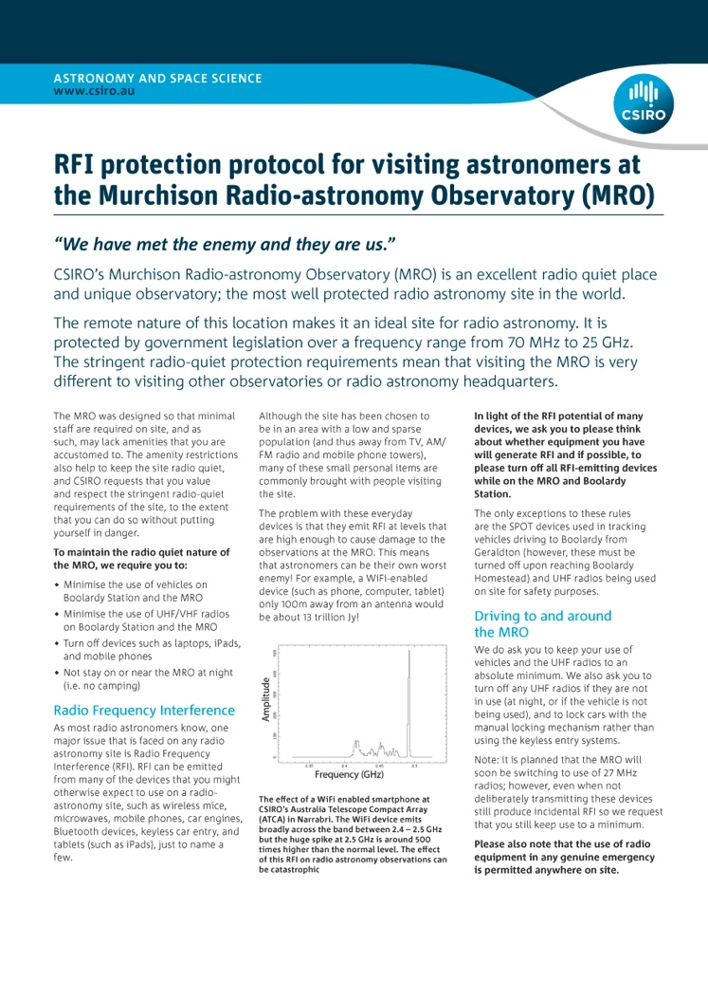 ASTRONOMY AND SPACE SCIENCE
www.csiro.au
CSIRO
RFI protection protocol for visiting astronomers at
the Murchison Radio-astronomy Observatory (MRO)
“We have met the enemy and they are us.”
CSIRO’s Murchison Radio-astronomy Observatory (MRO) is an excellent radio quiet place
and unique observatory; the most well protected radio astronomy site in the world.
The remote nature of this location makes it an ideal site for radio astronomy. It is
protected by government legislation over a frequency range from 70 MHz to 25 GHz.
The stringent radio-quiet protection requirements mean that visiting the MRO is very
different to visiting other observatories or radio astronomy headquarters.
The MRO was designed so that minimal
staff are required on site, and as
such, may lack amenities that you are
accustomed to. The amenity restrictions
also help to keep the site radio quiet,
and CSIRO requests that you value
and respect the stringent radio-quiet
requirements of the site, to the extent
that you can do so without putting
yourself in danger.
To maintain the radio quiet nature of
the MRO, we require you to:
• Minimise the use of vehicles on
Boolardy Station and the MRO
• Minimise the use of UHF/VHF radios
on Boolardy Station and the MRO
• Turn off devices such as laptops, iPads,
and mobile phones
• Not stay on or near the MRO at night
(i.e. no camping)
Radio Frequency Interference
As most radio astronomers know, one
major issue that is faced on any radio
astronomy site is Radio Frequency
Interference (RFI). RFI can be emitted
from many of the devices that you might
otherwise expect to use on a radio-
astronomy site, such as wireless mice,
microwaves, mobile phones, car engines,
Bluetooth devices, keyless car entry, and
tablets (such as iPads), just to name a
few.
Although the site has been chosen to
be in an area with a low and sparse
population (and thus away from TV, AM/
FM radio and mobile phone towers),
many of these small personal items are
commonly brought with people visiting
the site.
The problem with these everyday
devices is that they emit RFI at levels that
are high enough to cause damage to the
observations at the MRO. This means
that astronomers can be their own worst
enemy! For example, a WiFi-enabled
device (such as phone, computer, tablet)
only 100m away from an antenna would
be about 13 trillion Jy!
Amplitude
0 100 200 300 400 500
2.35 2.4 2.45 2.5
Frequency (GHz)
The effect of a WiFi enabled smartphone at
CSIRO’s Australia Telescope Compact Array
(ATCA) in Narrabri. The WiFi device emits
broadly across the band between 2.4 – 2.5 GHz
but the huge spike at 2.5 GHz is around 500
times higher than the normal level. The effect
of this RFI on radio astronomy observations can
be catastrophic
In light of the RFI potential of many
devices, we ask you to please think
about whether equipment you have
will generate RFI and if possible, to
please turn off all RFI-emitting devices
while on the MRO and Boolardy
Station.
The only exceptions to these rules
are the SPOT devices used in tracking
vehicles driving to Boolardy from
Geraldton (however, these must be
turned off upon reaching Boolardy
Homestead) and UHF radios being used
on site for safety purposes.
Driving to and around
the MRO
We do ask you to keep your use of
vehicles and the UHF radios to an
absolute minimum. We also ask you to
turn off any UHF radios if they are not
in use (at night, or if the vehicle is not
being used), and to lock cars with the
manual locking mechanism rather than
using the keyless entry systems.
Note: it is planned that the MRO will
soon be switching to use of 27 MHz
radios; however, even when not
deliberately transmitting these devices
still produce incidental RFI so we request
that you still keep use to a minimum.
Please also note that the use of radio
equipment in any genuine emergency
is permitted anywhere on site.